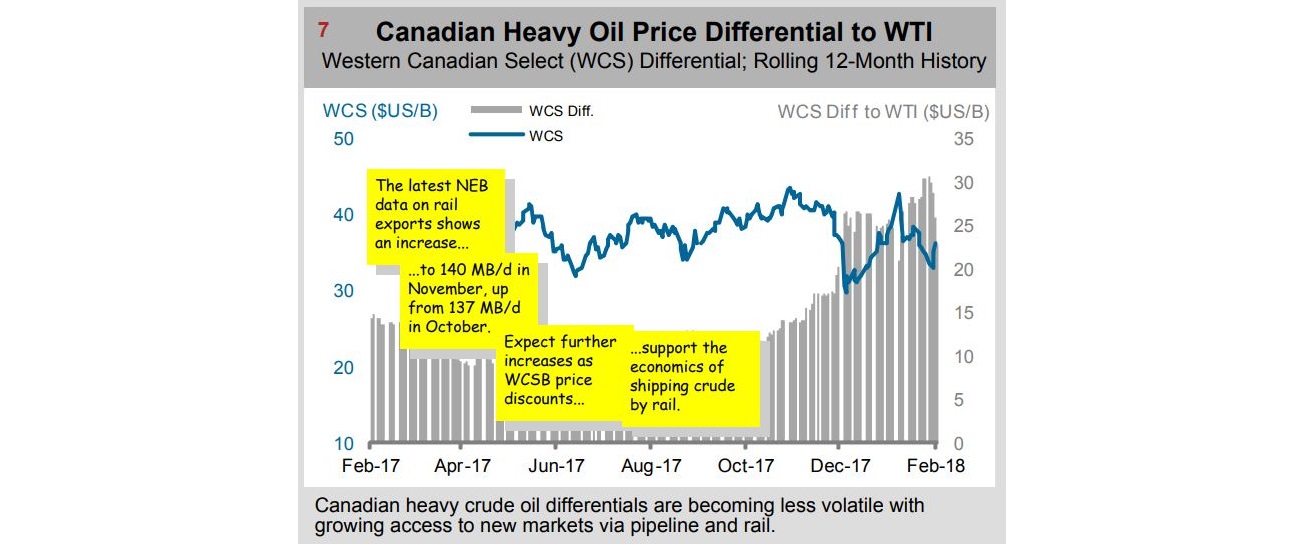 7
Canadian Heavy Oil Price Differential to WTI
Western Canadian Select (WCS) Differential; Rolling 12-Month History
WCS ($US/B)
WCS Diff.
WCS
WCS Diff to WTI ($US/B)
50
40
30
20
10
35
30
25
20
15
10
5
0
The latest NEB
data on rail
exports shows
an increase...
...to 140 MB/d in
November, up
from 137 MB/d
in October.
Expect further
increases as
WCSB price
discounts...
...support the
economics of
shipping crude
by rail.
Feb-17 Apr-17 Jun-17 Aug-17 Oct-17 Dec-17 Feb-18
Canadian heavy crude oil differentials are becoming less volatile with
growing access to new markets via pipeline and rail.